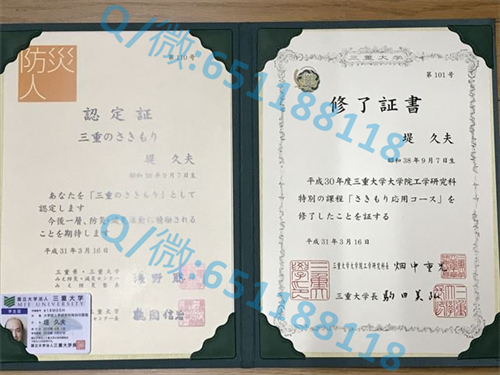 防災人
第110号
認定証
三重のさきもり
堤 久夫
昭和38年9月7日生
あなたを「三重のさきもり」として
認定します
ることを期待します
平成31年3月16日
三重県・三重大学
国立大学法人 三重大学
MIE UNIVERSITY
学生証
堤 久夫
三重大学
第101号
修了証書
堤 久夫
昭和38年9月7日生
平成30年度三重大学大学院工学研究科
特別の課程「さきもり応用コース」を
修了したことを証する
平成31年3月16日
三重大学大学院工学研究科長 畑中重光
三重大学長 駒田美弘
Q/微:651188118
Q/微:651188118